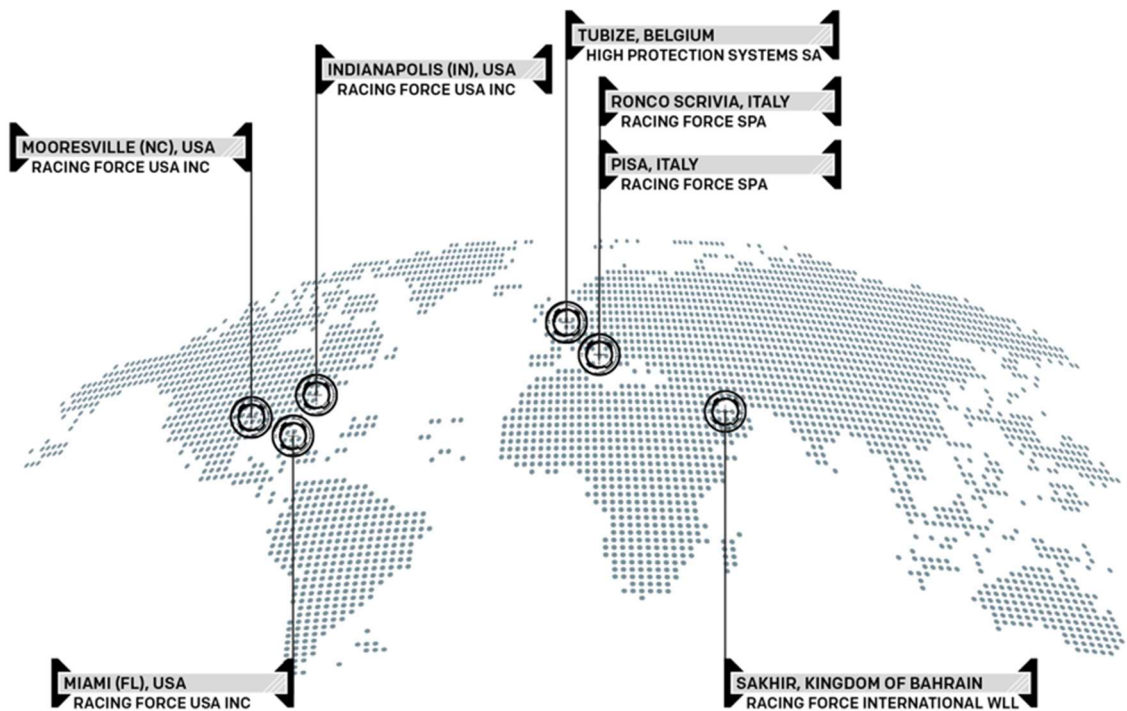 TUBIZE, BELGIUM
HIGH PROTECTION SYSTEMS SA
INDIANAPOLIS (IN), USA
RACING FORCE USA INC
RONCO SCRIVIA, ITALY
RACING FORCE SPA
MOORESVILLE (NC), USA
RACING FORCE USA INC
PISA, ITALY
RACING FORCE SPA
MIAMI (FL), USA
RACING FORCE USA INC
SAKHIR, KINGDOM OF BAHRAIN
RACING FORCE INTERNATIONAL WLL